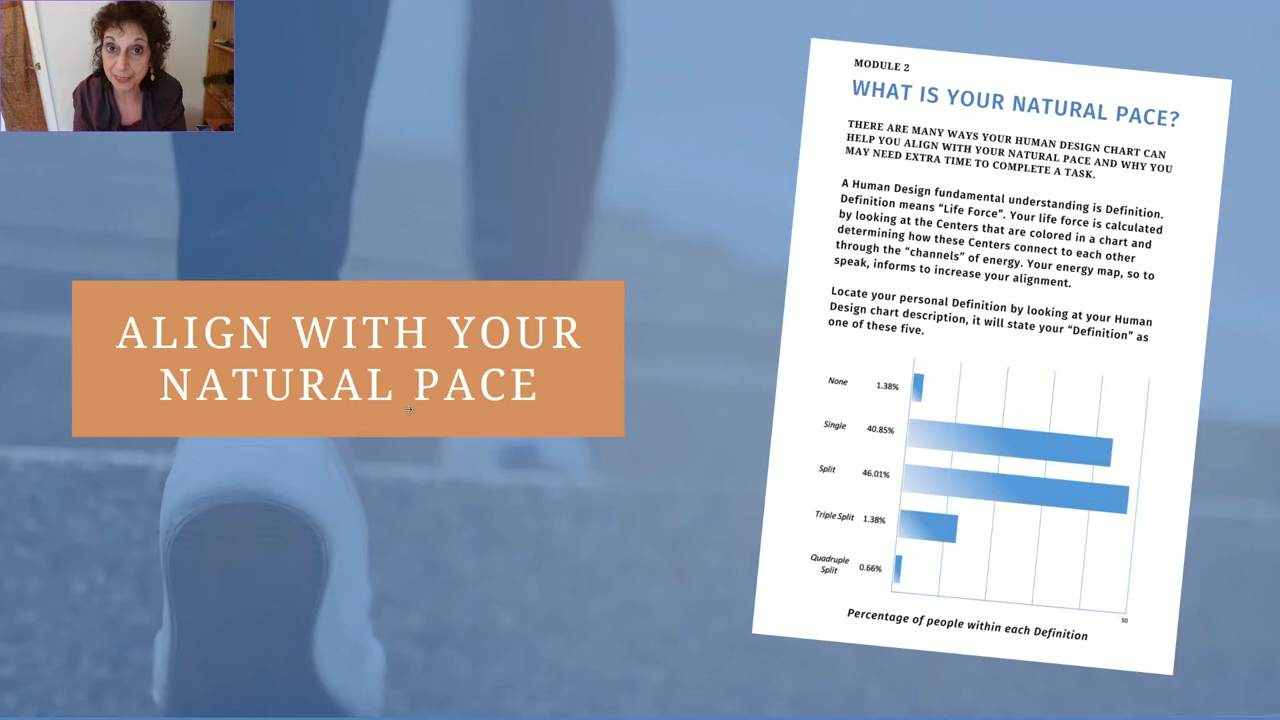 ALIGN WITH YOUR
NATURAL PACE
MODULE 2
WHAT IS YOUR NATURAL PACE?
THERE ARE MANY WAYS YOUR HUMAN DESIGN CHART CAN
HELP YOU ALIGN WITH YOUR NATURAL PACE AND WHY YOU
MAY NEED EXTRA TIME TO COMPLETE A TASK.
A Human Design fundamental understanding is Definition.
Definition means “Life Force”. Your life force is calculated
by looking at the Centers that are colored in a chart and
determining how these Centers connect to each other
through the “channels” of energy. Your energy map, so to
speak, informs to increase your alignment.
Locate your personal Definition by looking at your Human
Design chart description, it will state your “Definition” as
one of these five.
None 1.38%
Single 40.85%
Split 46.01%
Triple Split 1.38%
Quadruple
Split 0.66%
50
Percentage of people within each Definition